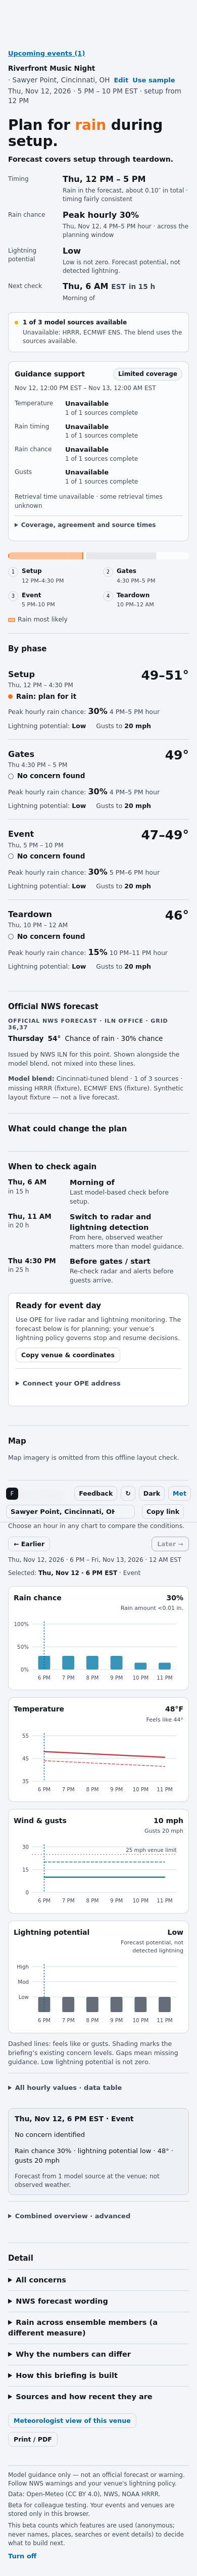 Upcoming events (1)
Riverfront Music Night
· Sawyer Point, Cincinnati, OH Edit Use sample
Thu, Nov 12, 2026 · 5 PM – 10 PM EST · setup from
12 PM
Plan for rain during
setup.
Forecast covers setup through teardown.
Timing
Thu, 12 PM – 5 PM
Rain in the forecast, about 0.10″ in total ·
timing fairly consistent
Rain chance
Peak hourly 30%
Thu, Nov 12, 4 PM–5 PM hour · across the
planning window
Lightning
potential
Low
Low is not zero. Forecast potential, not
detected lightning.
Next check
Thu, 6 AM EST in 15 h
Morning of
1 of 3 model sources available
Unavailable: HRRR, ECMWF ENS. The blend uses the
sources available.
Guidance support
Limited coverage
Nov 12, 12:00 PM EST – Nov 13, 12:00 AM EST
Temperature
Unavailable
1 of 1 sources complete
Rain timing
Unavailable
1 of 1 sources complete
Rain chance
Unavailable
1 of 1 sources complete
Gusts
Unavailable
1 of 1 sources complete
Retrieval time unavailable · some retrieval times
unknown
Coverage, agreement and source times
1 Setup
12 PM–4:30 PM
2 Gates
4:30 PM–5 PM
3 Event
5 PM–10 PM
4 Teardown
10 PM–12 AM
Rain most likely
By phase
Setup
49–51°
Thu, 12 PM – 4:30 PM
Rain: plan for it
Peak hourly rain chance: 30% 4 PM–5 PM hour
Lightning potential: Low Gusts to 20 mph
Gates
49°
Thu 4:30 PM – 5 PM
No concern found
Peak hourly rain chance: 30% 4 PM–5 PM hour
Lightning potential: Low Gusts to 20 mph
Event
47–49°
Thu, 5 PM – 10 PM
No concern found
Peak hourly rain chance: 30% 5 PM–6 PM hour
Lightning potential: Low Gusts to 20 mph
Teardown
46°
Thu, 10 PM – 12 AM
No concern found
Peak hourly rain chance: 15% 10 PM–11 PM hour
Lightning potential: Low Gusts to 20 mph
Official NWS forecast
OFFICIAL NWS FORECAST · ILN OFFICE · GRID
36,37
Thursday 54° Chance of rain · 30% chance
Issued by NWS ILN for this point. Shown alongside the
model blend, not mixed into these lines.
Model blend: Cincinnati-tuned blend · 1 of 3 sources ·
missing HRRR (fixture), ECMWF ENS (fixture). Synthetic
layout fixture — not a live forecast.
What could change the plan
When to check again
Thu, 6 AM
in 15 h
Morning of
Last model-based check before
setup.
Thu, 11 AM
in 20 h
Switch to radar and
lightning detection
From here, observed weather
matters more than model guidance.
Thu 4:30 PM
in 25 h
Before gates / start
Re-check radar and alerts before
guests arrive.
Ready for event day
Use OPE for live radar and lightning monitoring. The
forecast below is for planning; your venue's
lightning policy governs stop and resume decisions.
Copy venue & coordinates
Connect your OPE address
Map
Map imagery is omitted from this offline layout check.
F
Feedback ↻ Dark Met
Sawyer Point, Cincinnati, OH
Copy link
Choose an hour in any chart to compare the conditions.
← Earlier
Later →
Thu, Nov 12, 2026 · 6 PM – Fri, Nov 13, 2026 · 12 AM EST
Selected: Thu, Nov 12 · 6 PM EST · Event
Rain chance
30%
Rain amount <0.01 in.
100%
50%
0%
6 PM 7 PM 8 PM 9 PM 10 PM 11 PM
Temperature
48°F
Feels like 44°
55
45
35
6 PM 7 PM 8 PM 9 PM 10 PM 11 PM
Wind & gusts
10 mph
Gusts 20 mph
30
25 mph venue limit
15
0
6 PM 7 PM 8 PM 9 PM 10 PM 11 PM
Lightning potential
Low
Forecast potential, not
detected lightning
High
Mod
Low
6 PM 7 PM 8 PM 9 PM 10 PM 11 PM
Dashed lines: feels like or gusts. Shading marks the
briefing's existing concern levels. Gaps mean missing
guidance. Low lightning potential is not zero.
All hourly values · data table
Thu, Nov 12, 6 PM EST · Event
No concern identified
Rain chance 30% · lightning potential low · 48° ·
gusts 20 mph
Forecast from 1 model source at the venue; not
observed weather.
Combined overview · advanced
Detail
All concerns
NWS forecast wording
Rain across ensemble members (a
different measure)
Why the numbers can differ
How this briefing is built
Sources and how recent they are
Meteorologist view of this venue
Print / PDF
Model guidance only — not an official forecast or warning.
Follow NWS warnings and your venue's lightning policy.
Data: Open-Meteo (CC BY 4.0), NWS, NOAA HRRR.
Beta for colleague testing. Your events and venues are
stored only in this browser.
This beta counts which features are used (anonymous;
never names, places, searches or event details) to decide
what to build next.
Turn off